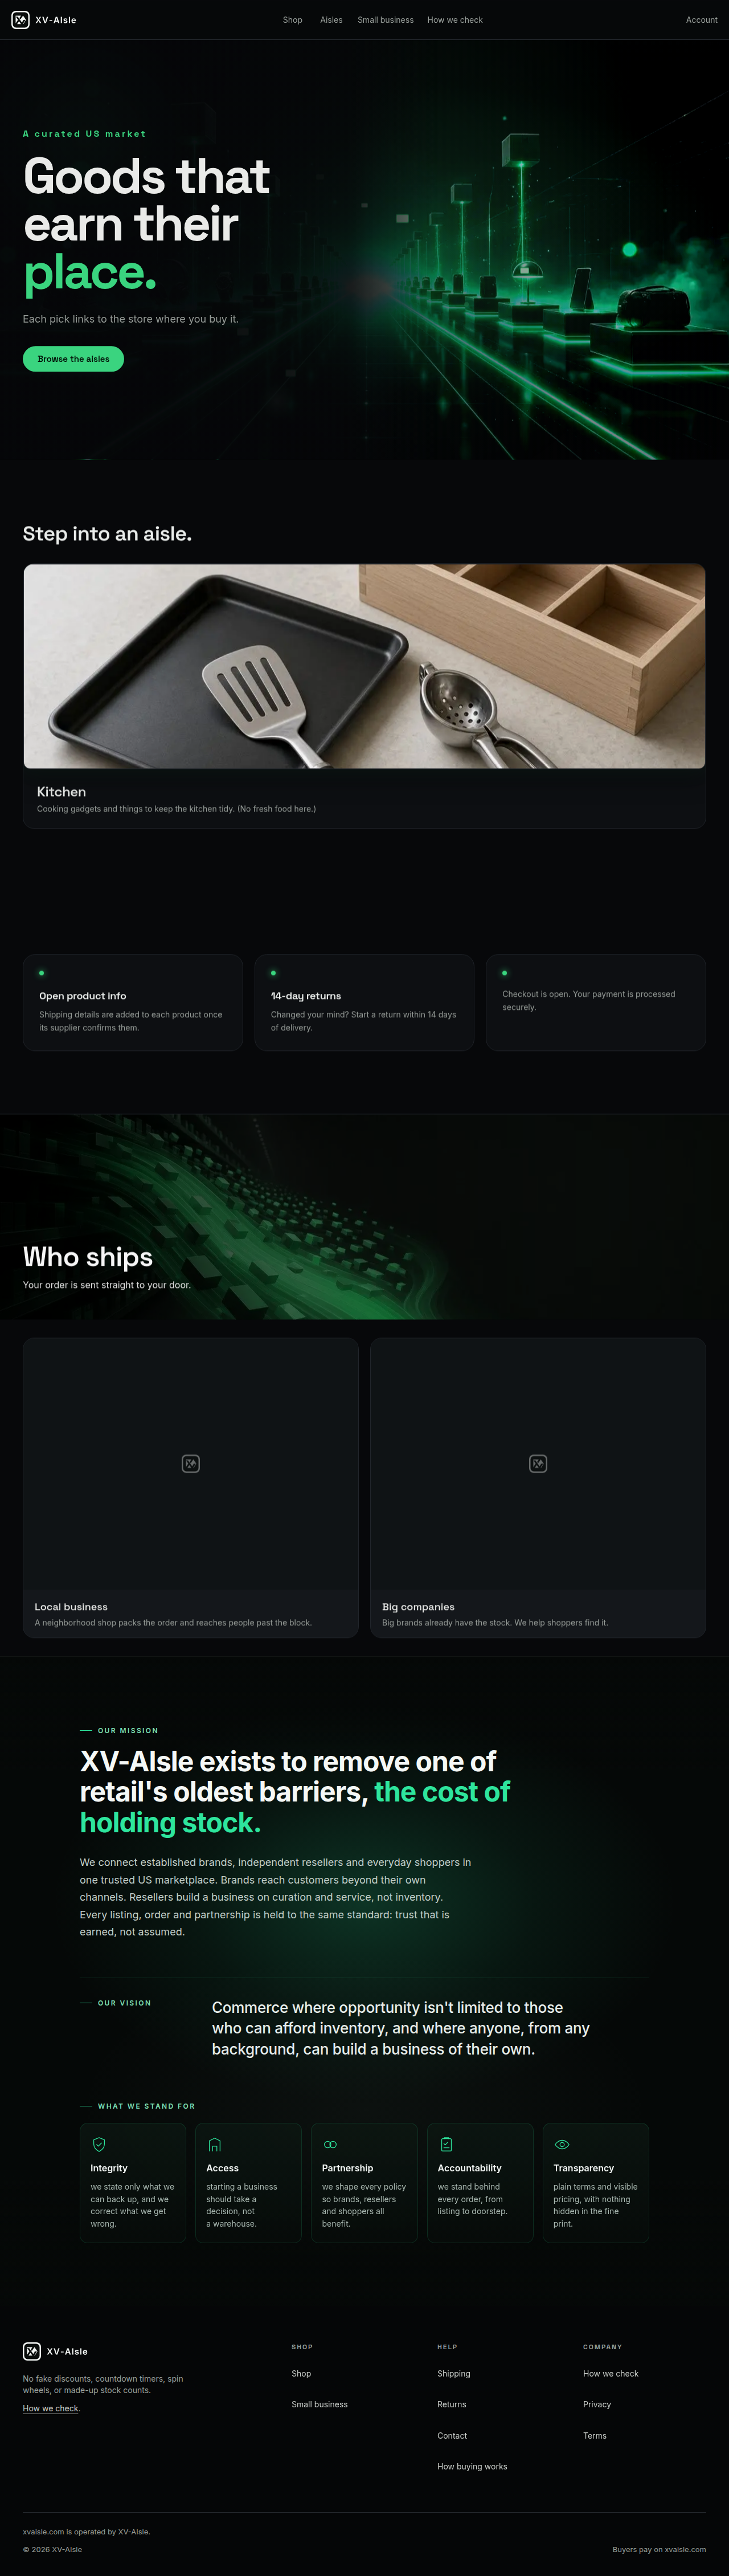 XV-AIsle
Shop
Aisles
Small business
How we check
Account
A curated US market
Goods that
earn their
place.
Each pick links to the store where you buy it.
Browse the aisles
Step into an aisle.
Kitchen
Cooking gadgets and things to keep the kitchen tidy. (No fresh food here.)
Open product info
Shipping details are added to each product once
its supplier confirms them.
14-day returns
Changed your mind? Start a return within 14 days
of delivery.
Checkout is open. Your payment is processed
securely.
Who ships
Your order is sent straight to your door.
Local business
A neighborhood shop packs the order and reaches people past the block.
Big companies
Big brands already have the stock. We help shoppers find it.
OUR MISSION
XV-AIsle exists to remove one of
retail's oldest barriers, the cost of
holding stock.
We connect established brands, independent resellers and everyday shoppers in
one trusted US marketplace. Brands reach customers beyond their own
channels. Resellers build a business on curation and service, not inventory.
Every listing, order and partnership is held to the same standard: trust that is
earned, not assumed.
OUR VISION
Commerce where opportunity isn't limited to those
who can afford inventory, and where anyone, from any
background, can build a business of their own.
WHAT WE STAND FOR
Integrity
we state only what we
can back up, and we
correct what we get
wrong.
Access
starting a business
should take a
decision, not
a warehouse.
Partnership
we shape every policy
so brands, resellers
and shoppers all
benefit.
Accountability
we stand behind
every order, from
listing to doorstep.
Transparency
plain terms and visible
pricing, with nothing
hidden in the fine
print.
XV-AIsle
No fake discounts, countdown timers, spin
wheels, or made-up stock counts.
How we check.
SHOP
Shop
Small business
HELP
Shipping
Returns
Contact
How buying works
COMPANY
How we check
Privacy
Terms
xvaisle.com is operated by XV-AIsle.
© 2026 XV-AIsle
Buyers pay on xvaisle.com